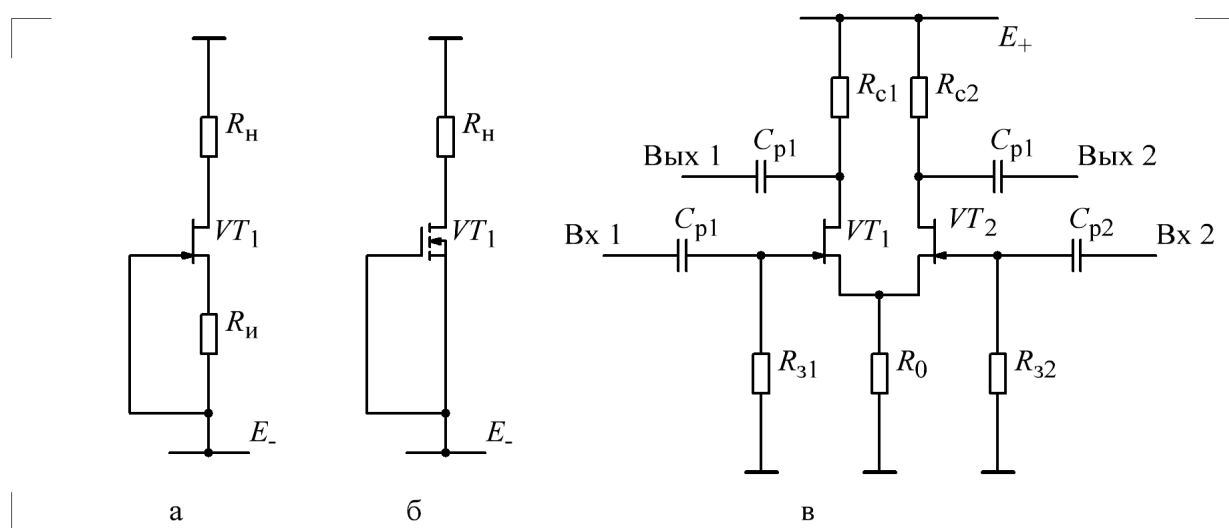 E₊
Rс1
Rс2
Rн
Rн
Cр1
Cр1
Вых 1
Вых 2
VT₁
VT₁
Cр1
VT₁
VT₂
Cр2
Вх 1
Вх 2
Rи
Rз1
R₀
Rз2
E₋
E₋
а
б
в